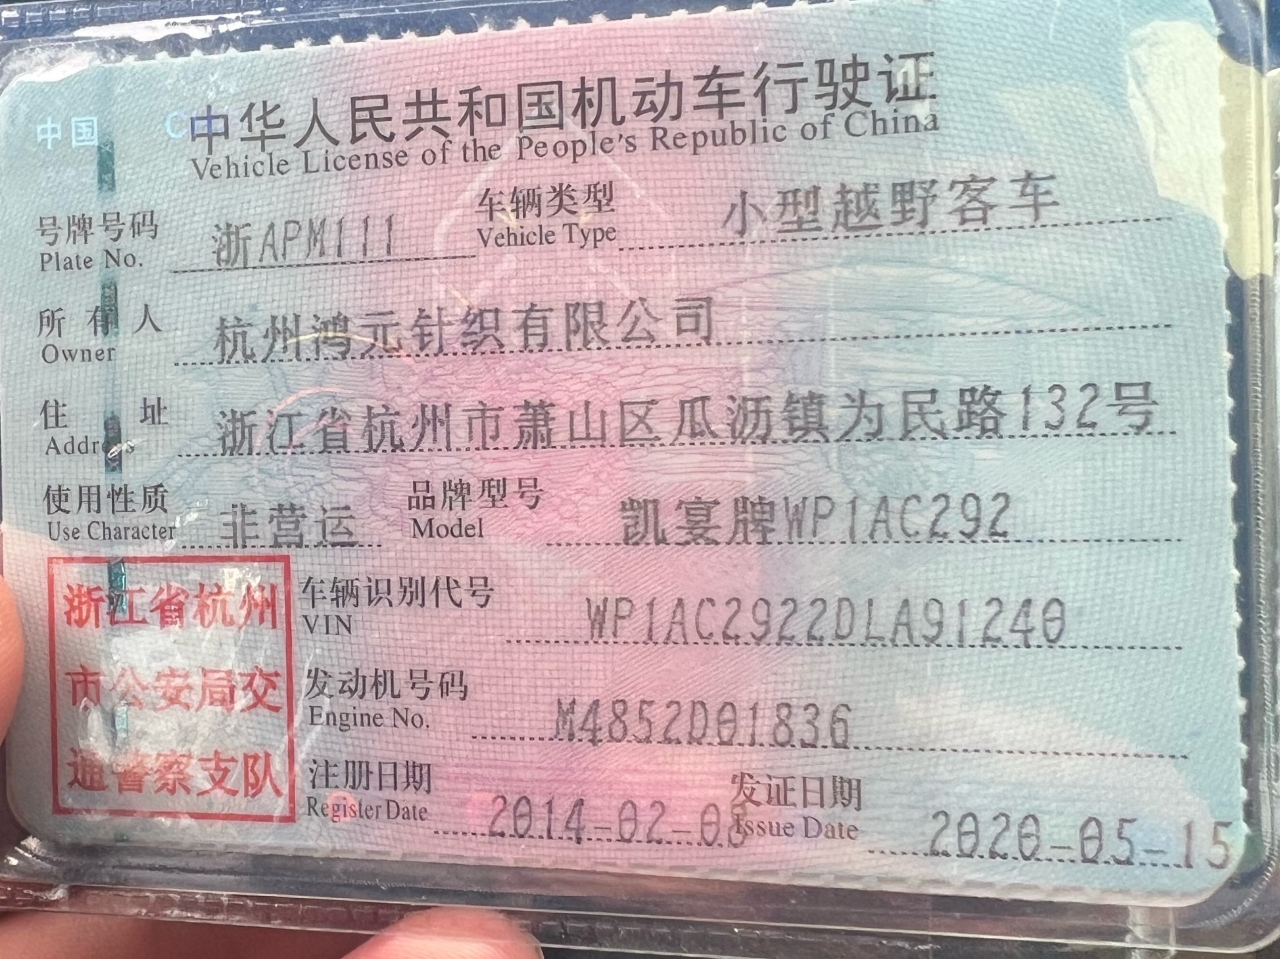 中国 C
中华人民共和国机动车行驶证
Vehicle License of the People's Republic of China
号牌号码 浙APM111 车辆类型 小型越野客车
Plate No. Vehicle Type
所有人 杭州鸿元针织有限公司
Owner
住址 浙江省杭州市萧山区瓜沥镇为民路132号
Address
使用性质 非营运 品牌型号 凯宴牌WP1AC292
Use Character Model
浙江省杭州
市公安局交
通警察支队
车辆识别代号 WP1AC2922DLA91240
VIN
发动机号码 M4852D01836
Engine No.
注册日期 2014-02-08 发证日期 2020-05-15
Register Date Issue Date